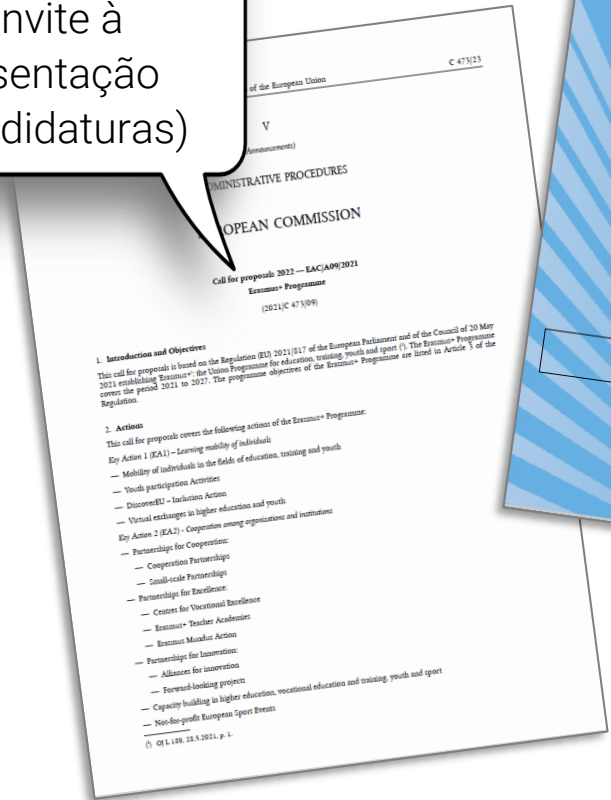 nvite à
sentação
didaturas)
of the European Union
C 473/23
V
Announcements)
DMINISTRATIVE PROCEDURES
OPEAN COMMISSION
Call for proposals 2022 — EAC/A09/2021
Erasmus+ Programme
(2021/C 473/09)
1. Introduction and Objectives
This call for proposals is based on the Regulation (EU) 2021/817 of the European Parliament and of the Council of 20 May
2021 establishing 'Erasmus+': the Union Programme for education, training, youth and sport (¹). The Erasmus+ Programme
covers the period 2021 to 2027. The programme objectives of the Erasmus+ Programme are listed in Article 3 of the
Regulation.
2. Actions
This call for proposals covers the following actions of the Erasmus+ Programme:
Key Action 1 (KA1) – Learning mobility of individuals
— Mobility of individuals in the fields of education, training and youth
— Youth participation Activities
— DiscoverEU – Inclusion Action
— Virtual exchanges in higher education and youth
Key Action 2 (KA2) - Cooperation among organisations and institutions
— Partnerships for Cooperation:
— Cooperation Partnerships
— Small-scale Partnerships
— Partnerships for Excellence:
— Centres for Vocational Excellence
— Erasmus+ Teacher Academies
— Erasmus Mundus Action
— Partnerships for Innovation:
— Alliances for innovation
— Forward-looking projects
— Capacity building in higher education, vocational education and training, youth and sport
— Not-for-profit European Sport Events
(¹) OJ L 189, 28.5.2021, p. 1.